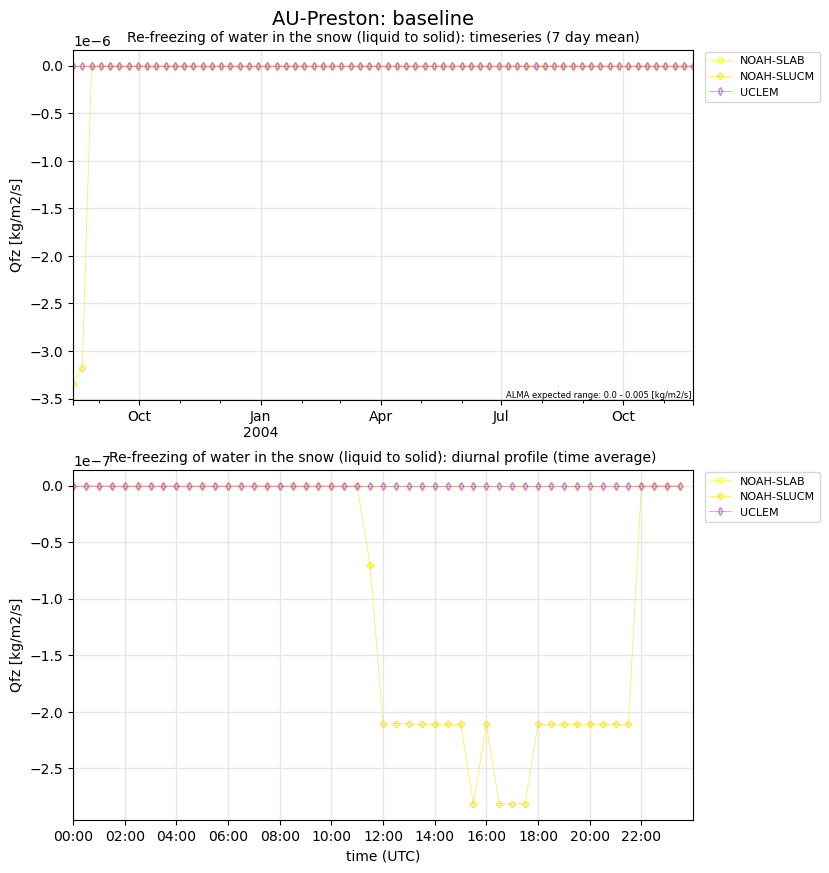 AU-Preston: baseline
Re-freezing of water in the snow (liquid to solid): timeseries (7 day mean)
1e−6
0.0
−0.5
−1.0
−1.5
−2.0
−2.5
−3.0
−3.5
Qfz [kg/m2/s]
NOAH-SLAB
NOAH-SLUCM
UCLEM
ALMA expected range: 0.0 - 0.005 [kg/m2/s]
Oct Jan Apr Jul Oct
2004
Re-freezing of water in the snow (liquid to solid): diurnal profile (time average)
1e−7
0.0
−0.5
−1.0
−1.5
−2.0
−2.5
Qfz [kg/m2/s]
NOAH-SLAB
NOAH-SLUCM
UCLEM
00:00 02:00 04:00 06:00 08:00 10:00 12:00 14:00 16:00 18:00 20:00 22:00
time (UTC)